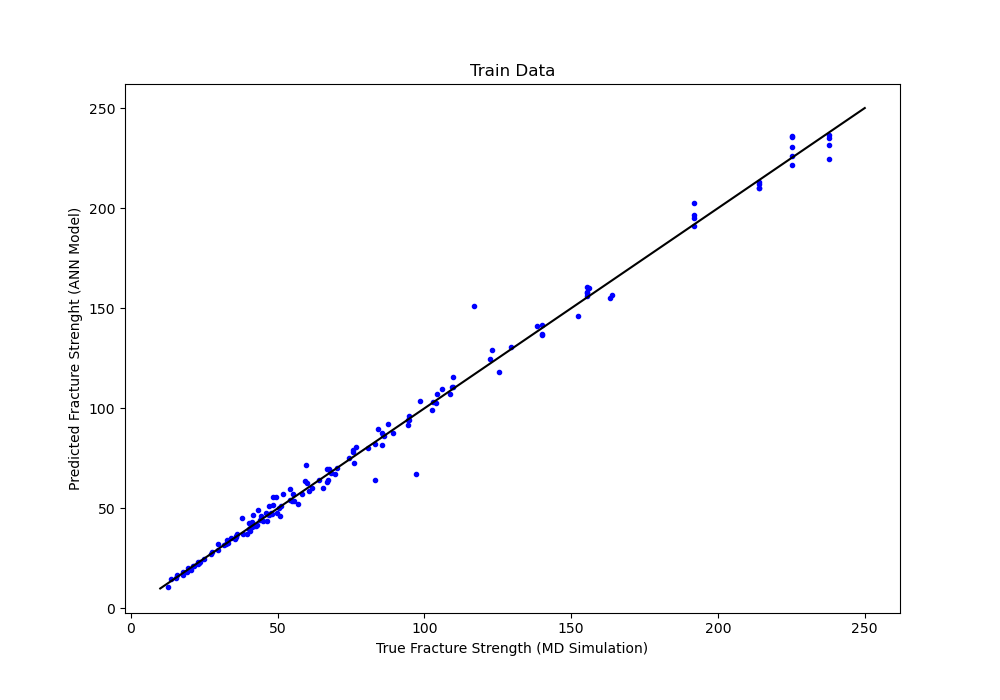 Train Data
Predicted Fracture Strenght (ANN Model)
250
200
150
100
50
0
0 50 100 150 200 250
True Fracture Strength (MD Simulation)